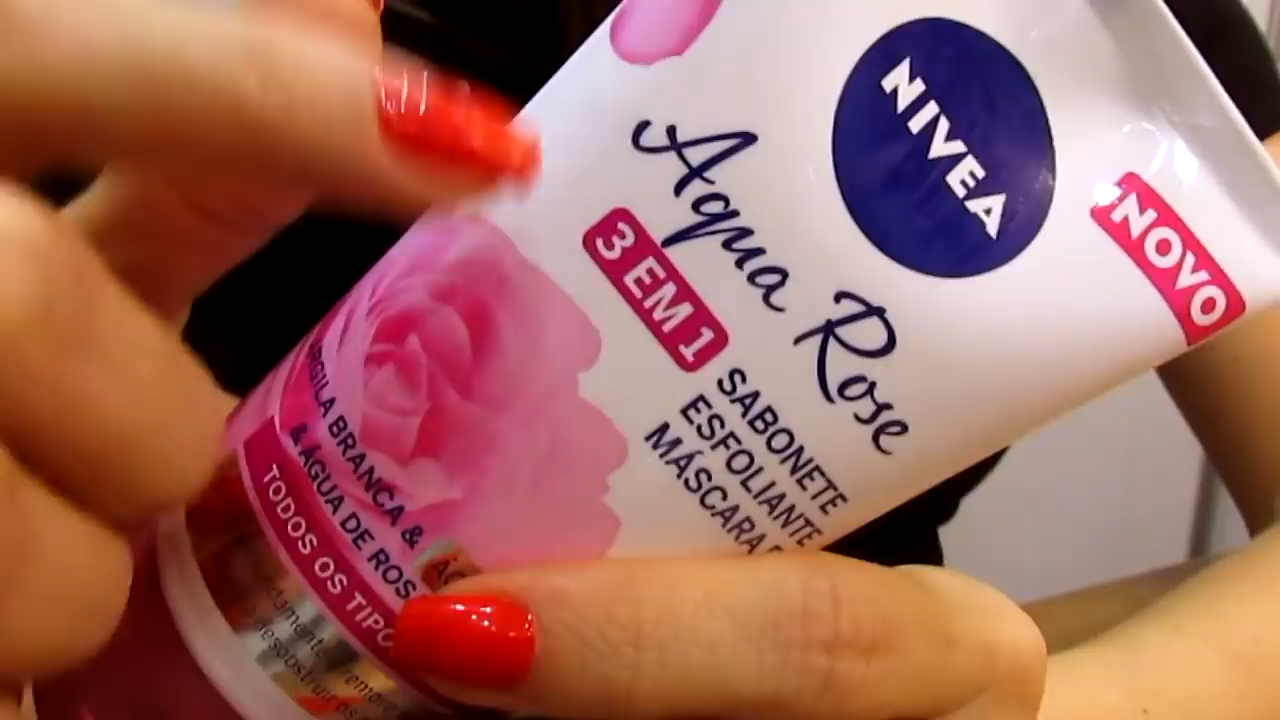 NIVEA
NOVO
Aqua Rose
3 EM 1
SABONETE
ESFOLIANTE
MÁSCARA
ARGILA BRANCA &
& ÁGUA DE ROS
TODOS OS TIPO